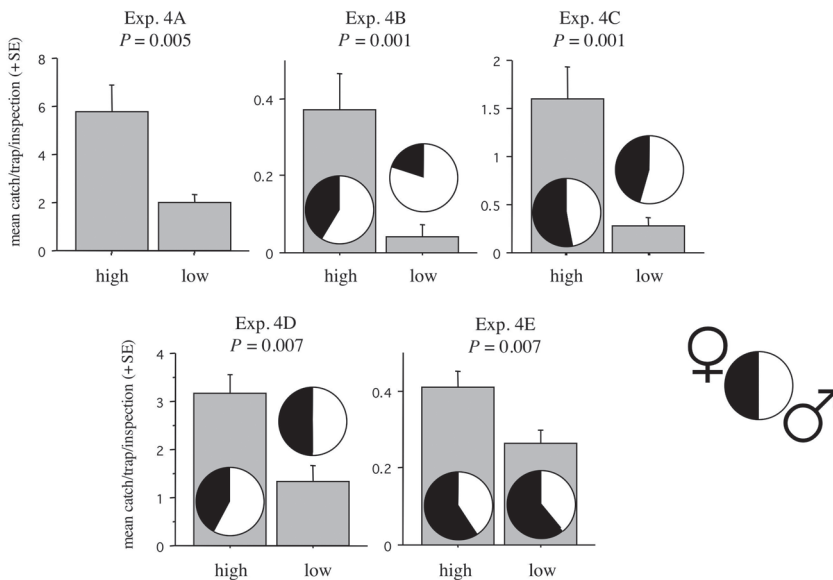 Exp. 4A
P = 0.005
Exp. 4B
P = 0.001
Exp. 4C
P = 0.001
mean catch/trap/inspection (+SE)
8
6
4
2
0
high low
0.4
0.2
0
high low
2
1.5
1
0.5
0
high low
Exp. 4D
P = 0.007
Exp. 4E
P = 0.007
mean catch/trap/inspection (+SE)
4
3
2
1
0
high low
0.4
0.2
0
high low
♀
♂